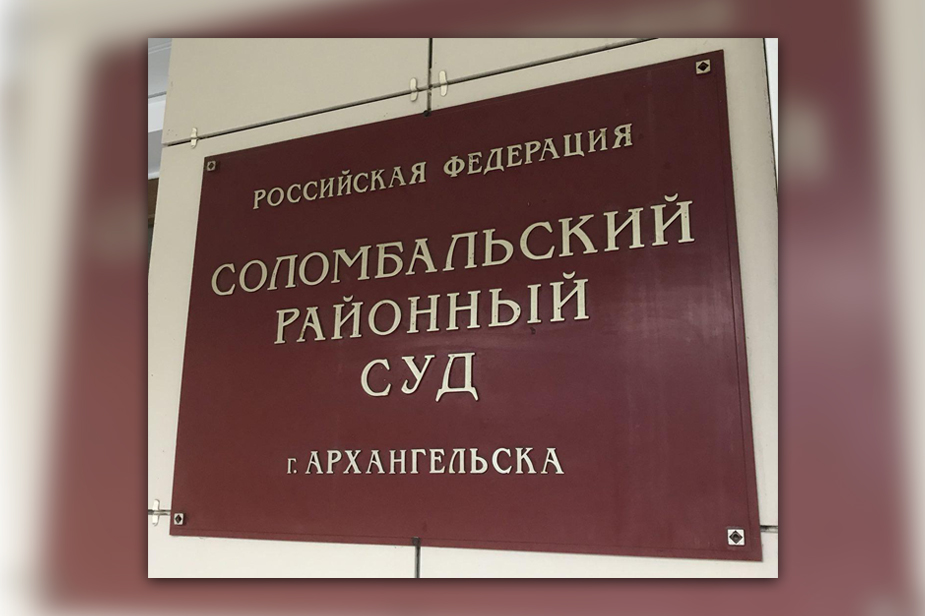 РОССИЙСКАЯ ФЕДЕРАЦИЯ
СОЛОМБАЛЬСКИЙ
РАЙОННЫЙ
СУД
г. АРХАНГЕЛЬСКА